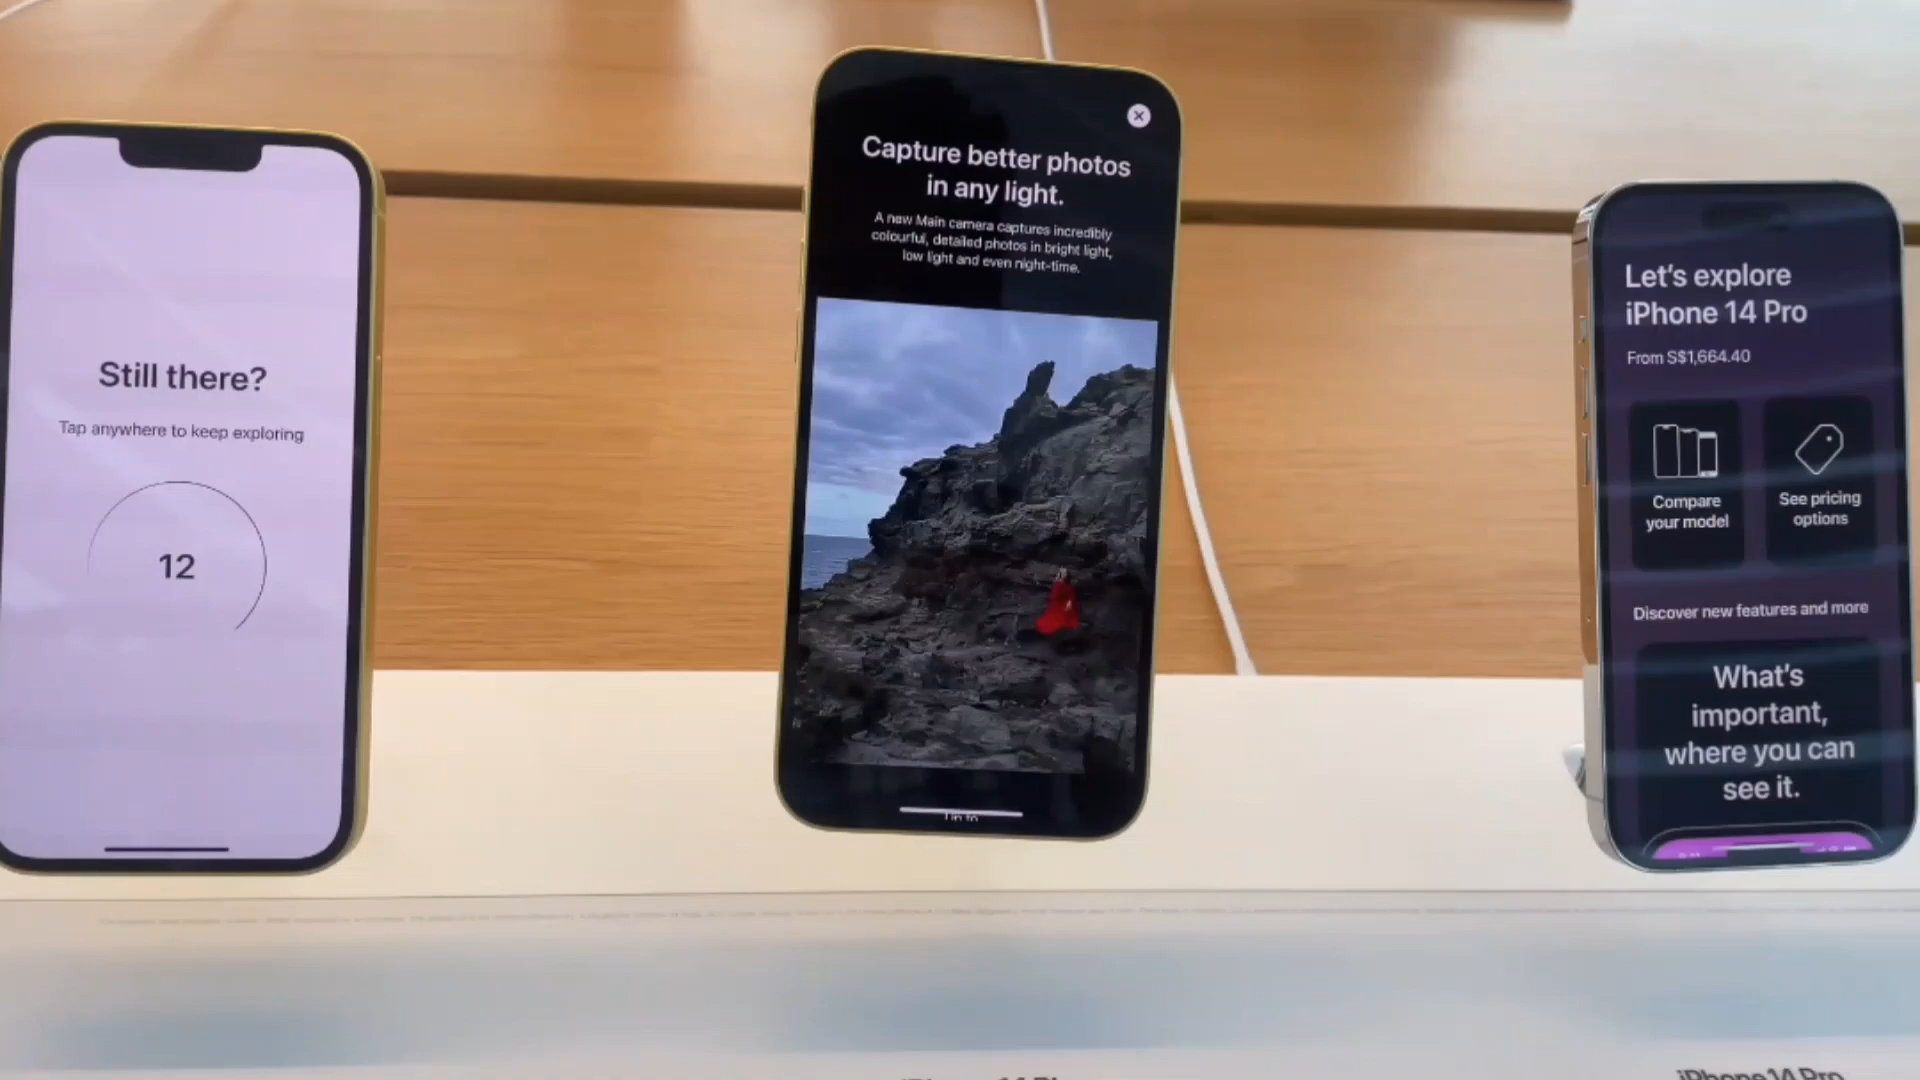 Still there?
Tap anywhere to keep exploring
12
Capture better photos
in any light.
A new Main camera captures incredibly
colourful, detailed photos in bright light,
low light and even night-time.
Let's explore
iPhone 14 Pro
From S$1,664.40
Compare
your model
See pricing
options
Discover new features and more
What's
important,
where you can
see it.
iPhone 14 Pro